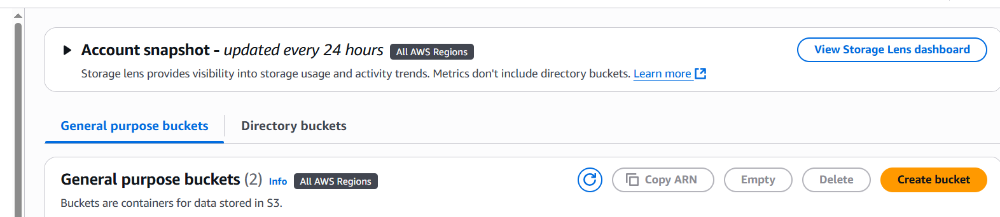 Account snapshot - updated every 24 hours All AWS Regions View Storage Lens dashboard
Storage lens provides visibility into storage usage and activity trends. Metrics don't include directory buckets. Learn more
General purpose buckets Directory buckets
General purpose buckets (2) Info All AWS Regions Copy ARN Empty Delete Create bucket
Buckets are containers for data stored in S3.